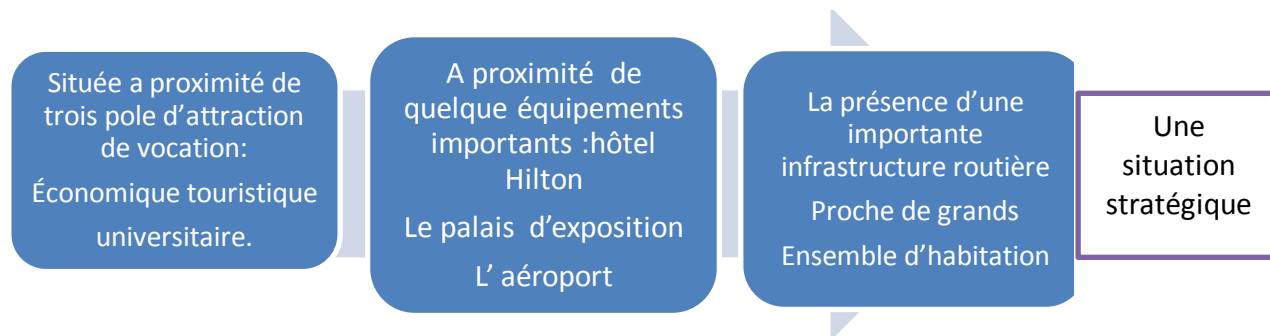 Située a proximité de
trois pole d’attraction
de vocation:
Économique touristique
universitaire.
A proximité de
quelque équipements
importants :hôtel
Hilton
Le palais d’exposition
L’ aéroport
La présence d’une
importante
infrastructure routière
Proche de grands
Ensemble d’habitation
Une
situation
stratégique